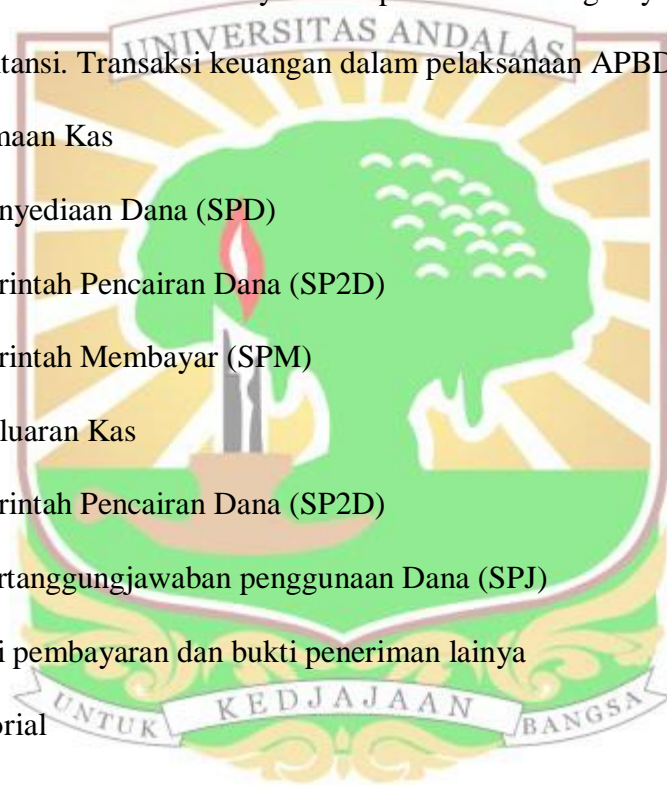 UNIVERSITAS ANDALAS
tansi. Transaksi keuangan dalam pelaksanaan APBD
maan Kas
nyediaan Dana (SPD)
rintah Pencairan Dana (SP2D)
rintah Membayar (SPM)
luaran Kas
rintah Pencairan Dana (SP2D)
rtanggungjawaban penggunaan Dana (SPJ)
i pembayaran dan bukti peneriman lainya
UNTUK KEDJAJAAN BANGSA
orial